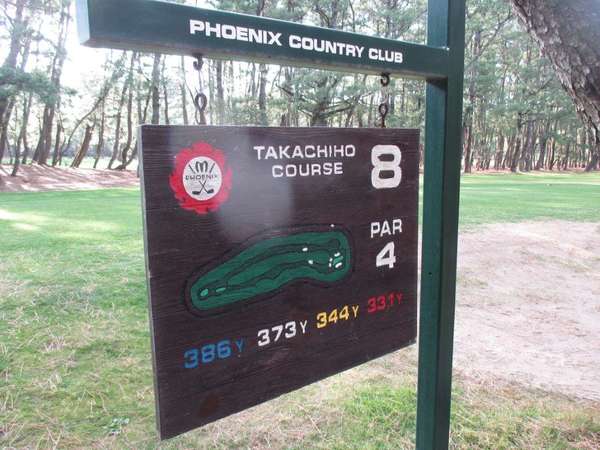 PHOENIX COUNTRY CLUB
PHOENIX
TAKACHIHO
COURSE
8
PAR
4
386Y 373Y 344Y 331Y